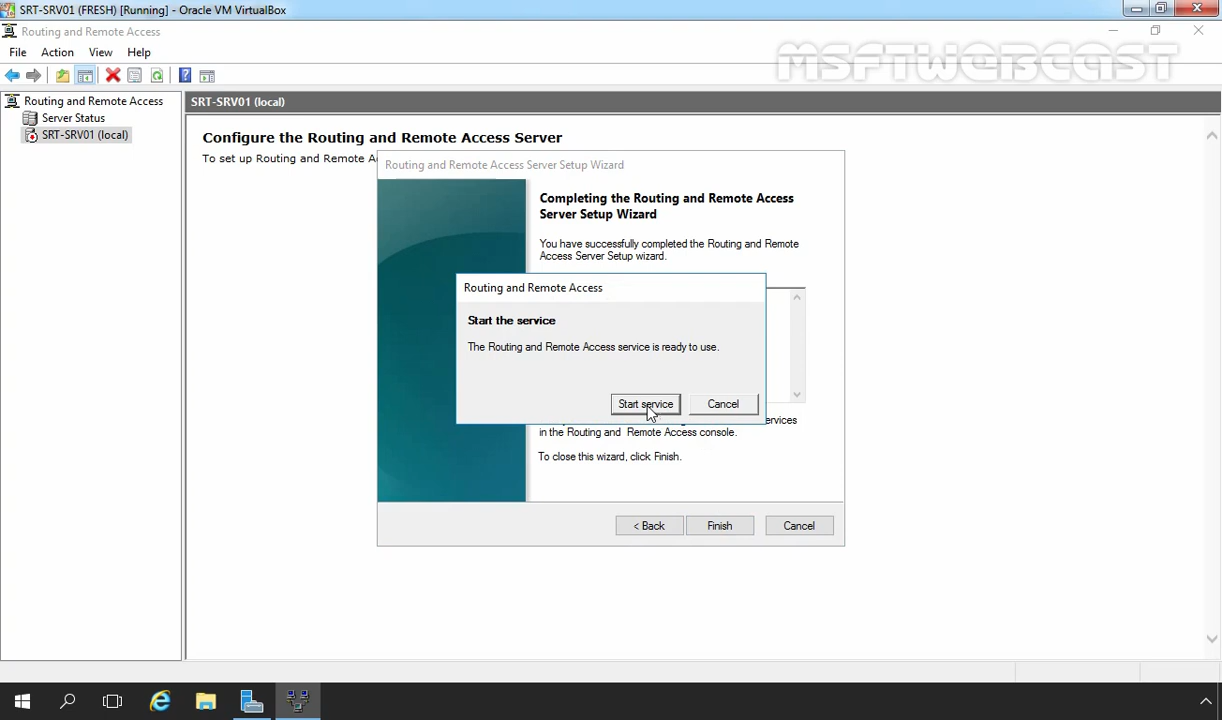 SRT-SRV01 (FRESH) [Running] - Oracle VM VirtualBox
Routing and Remote Access
File Action View Help
MSFTWEBCAST
Routing and Remote Access
Server Status
SRT-SRV01 (local)
SRT-SRV01 (local)
Configure the Routing and Remote Access Server
To set up Routing and Remote A
Routing and Remote Access Server Setup Wizard
Completing the Routing and Remote Access
Server Setup Wizard
You have successfully completed the Routing and Remote
Access Server Setup wizard.
Routing and Remote Access
Start the service
The Routing and Remote Access service is ready to use.
Start service Cancel
ervices
in the Routing and Remote Access console.
To close this wizard, click Finish.
< Back Finish Cancel